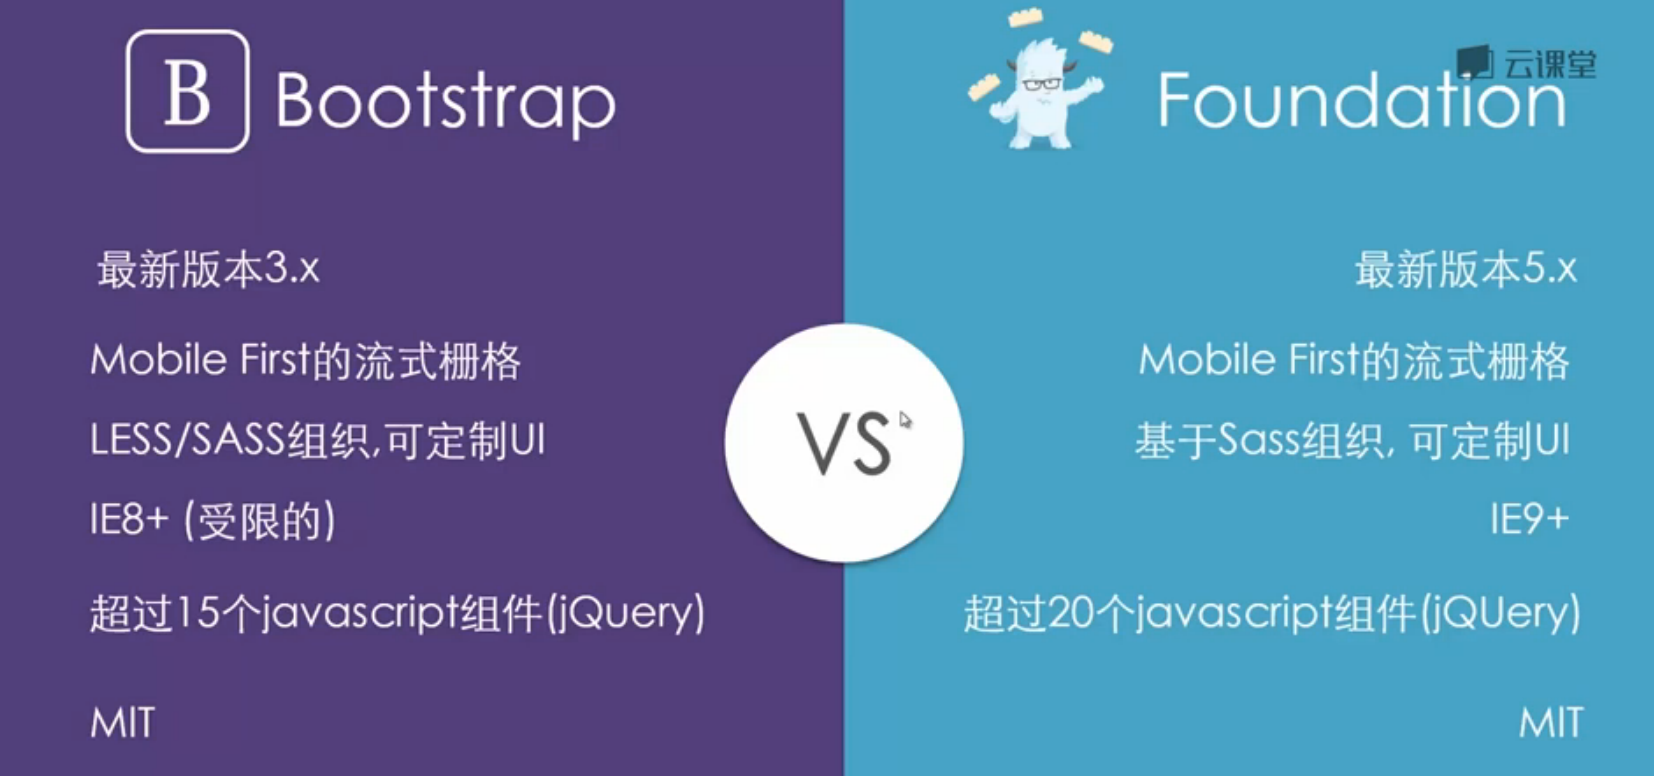 B Bootstrap
最新版本3.x
Mobile First的流式栅格
LESS/SASS组织,可定制UI
IE8+ (受限的)
超过15个javascript组件(jQuery)
MIT
VS
云课堂
Foundation
最新版本5.x
Mobile First的流式栅格
基于Sass组织, 可定制UI
IE9+
超过20个javascript组件(jQUery)
MIT